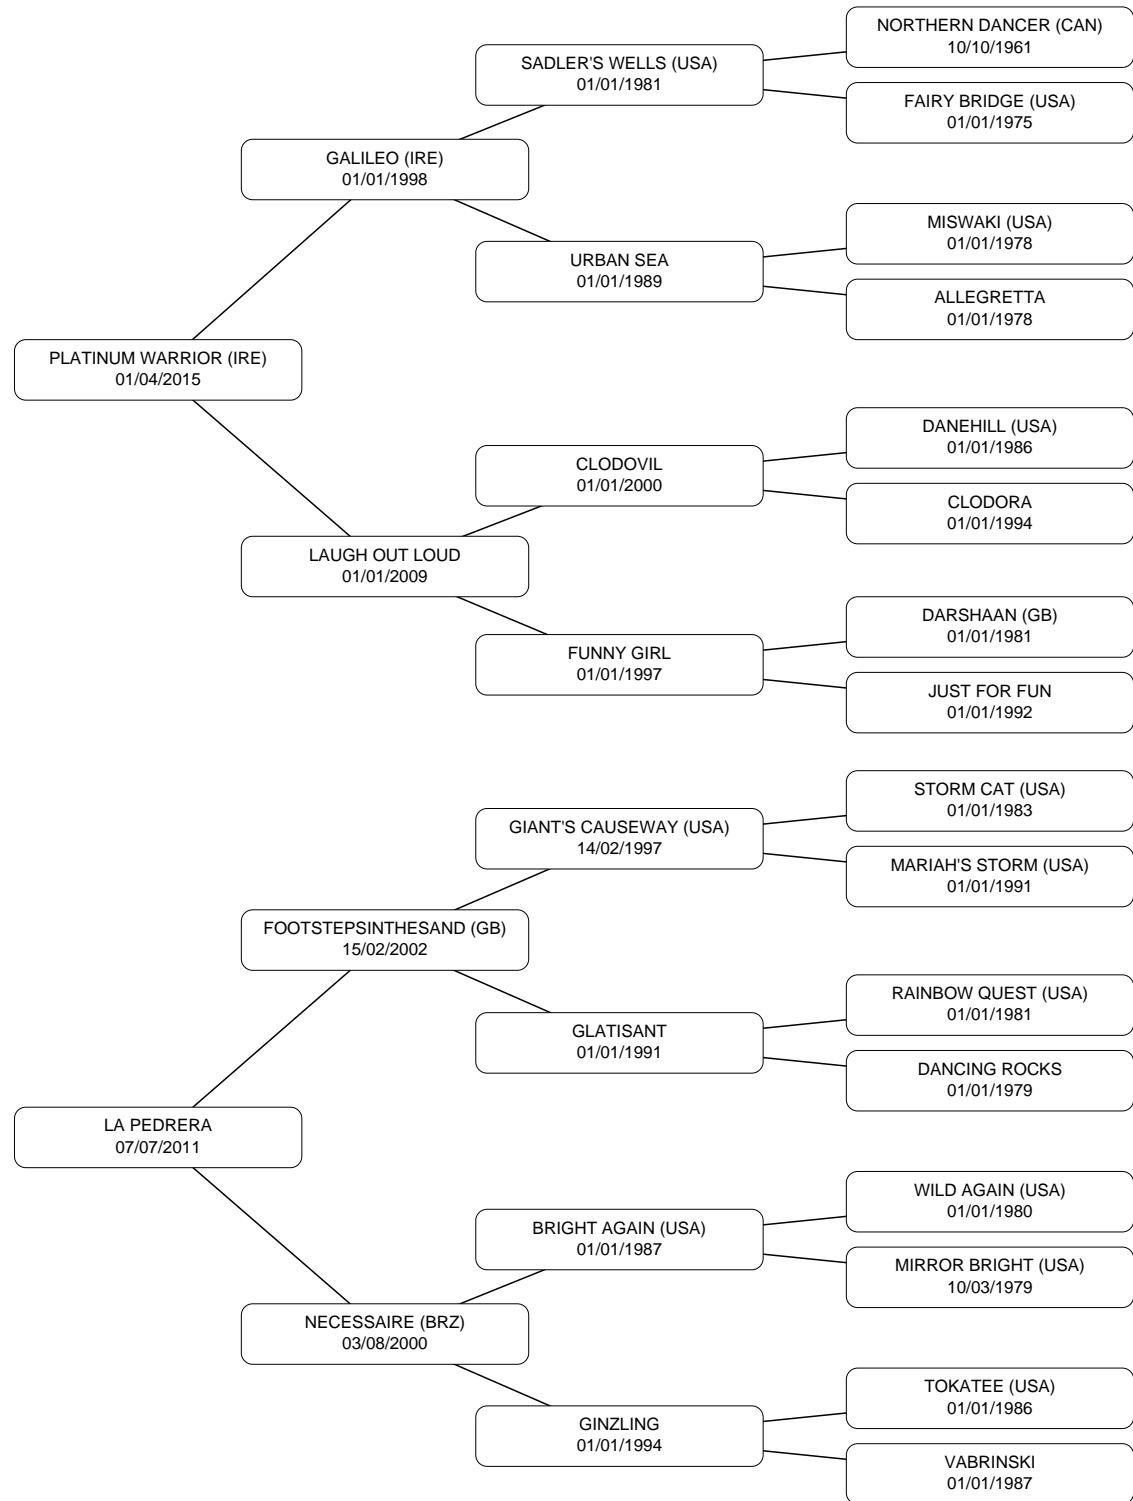 NORTHERN DANCER (CAN)
10/10/1961
SADLER'S WELLS (USA)
01/01/1981
FAIRY BRIDGE (USA)
01/01/1975
GALILEO (IRE)
01/01/1998
MISWAKI (USA)
01/01/1978
URBAN SEA
01/01/1989
ALLEGRETTA
01/01/1978
PLATINUM WARRIOR (IRE)
01/04/2015
DANEHILL (USA)
01/01/1986
CLODOVIL
01/01/2000
CLODORA
01/01/1994
LAUGH OUT LOUD
01/01/2009
DARSHAAN (GB)
01/01/1981
FUNNY GIRL
01/01/1997
JUST FOR FUN
01/01/1992
STORM CAT (USA)
01/01/1983
GIANT'S CAUSEWAY (USA)
14/02/1997
MARIAH'S STORM (USA)
01/01/1991
FOOTSTEPSINTHESAND (GB)
15/02/2002
RAINBOW QUEST (USA)
01/01/1981
GLATISANT
01/01/1991
DANCING ROCKS
01/01/1979
LA PEDRERA
07/07/2011
WILD AGAIN (USA)
01/01/1980
BRIGHT AGAIN (USA)
01/01/1987
MIRROR BRIGHT (USA)
10/03/1979
NECESSAIRE (BRZ)
03/08/2000
TOKATEE (USA)
01/01/1986
GINZLING
01/01/1994
VABRINSKI
01/01/1987